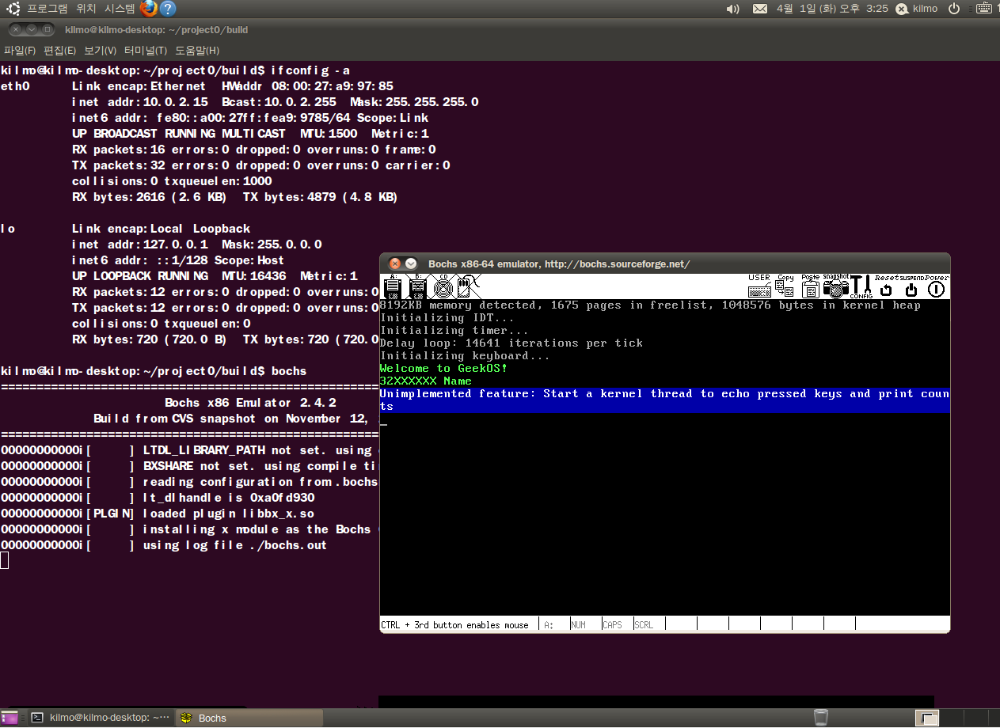 프로그램 위치 시스템 ? 4월 1일 (화) 오후 3:25 kilmo
kilmo@kilmo-desktop: ~/project0/build
파일(F) 편집(E) 보기(V) 터미널(T) 도움말(H)
kilmo@kilmo-desktop:~/project0/build$ ifconfig -a
eth0 Link encap:Ethernet HWaddr 08:00:27:a9:97:85
inet addr:10.0.2.15 Bcast:10.0.2.255 Mask:255.255.255.0
inet6 addr: fe80::a00:27ff:fea9:9785/64 Scope:Link
UP BROADCAST RUNNING MULTICAST MTU:1500 Metric:1
RX packets:16 errors:0 dropped:0 overruns:0 frame:0
TX packets:32 errors:0 dropped:0 overruns:0 carrier:0
collisions:0 txqueuelen:1000
RX bytes:2616 (2.6 KB) TX bytes:4879 (4.8 KB)
lo Link encap:Local Loopback
inet addr:127.0.0.1 Mask:255.0.0.0
inet6 addr: ::1/128 Scope:Host
UP LOOPBACK RUNNING MTU:16436 Metric:1
RX packets:12 errors:0 dropped:0 overruns:0
TX packets:12 errors:0 dropped:0 overruns:0
collisions:0 txqueuelen:0
RX bytes:720 (720.0 B) TX bytes:720 (720.0
kilmo@kilmo-desktop:~/project0/build$ bochs
=====================================================
Bochs x86 Emulator 2.4.2
Build from CVS snapshot on November 12,
=====================================================
00000000000i[ ] LTDL_LIBRARY_PATH not set. using
00000000000i[ ] BXSHARE not set. using compile ti
00000000000i[ ] reading configuration from .bochs
00000000000i[ ] lt_dlhandle is 0xa0fd930
00000000000i[PLGIN] loaded plugin libbx_x.so
00000000000i[ ] installing x module as the Bochs
00000000000i[ ] using log file ./bochs.out
Bochs x86-64 emulator, http://bochs.sourceforge.net/
A: B: CD USER Copy Paste snapshot CONFIG Reset SUSPEND Power
8192KB memory detected, 1675 pages in freelist, 1048576 bytes in kernel heap
Initializing IDT...
Initializing timer...
Delay loop: 14641 iterations per tick
Initializing keyboard...
Welcome to GeekOS!
32XXXXXX Name
Unimplemented feature: Start a kernel thread to echo pressed keys and print coun
ts
CTRL + 3rd button enables mouse A: NUM CAPS SCRL
kilmo@kilmo-desktop: ~··· Bochs